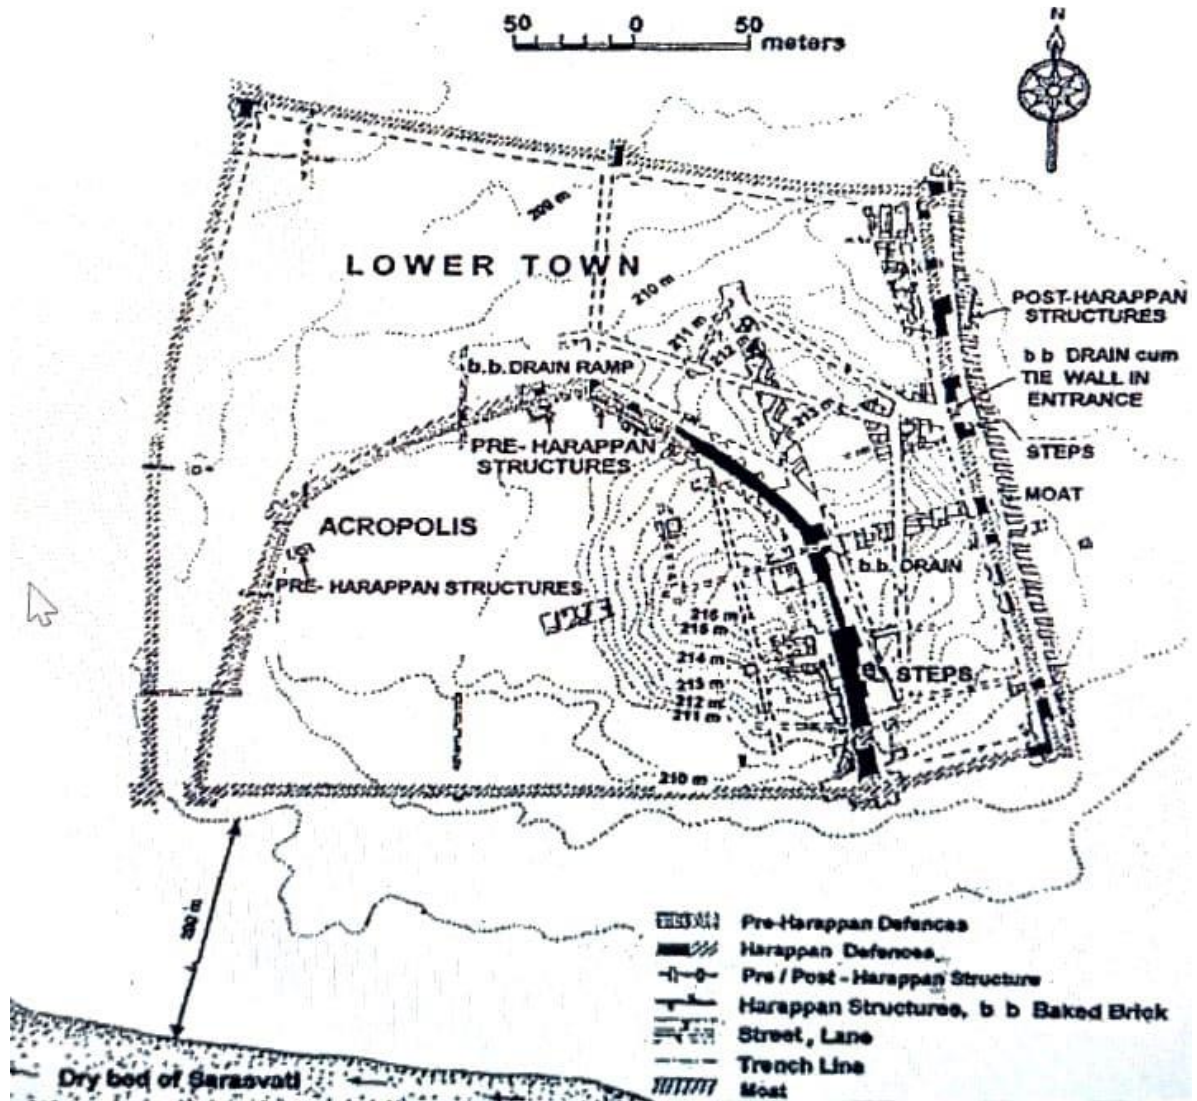 50 0 50
meters
N
209 m
LOWER TOWN
210 m
211 m
212 m
213 m
POST-HARAPPAN
STRUCTURES
b b DRAIN cum
TIE WALL IN
ENTRANCE
STEPS
MOAT
b.b. DRAIN RAMP
PRE-HARAPPAN
STRUCTURES
ACROPOLIS
PRE-HARAPPAN STRUCTURES
b.b. DRAIN
216 m
215 m
214 m
213 m
212 m
211 m
STEPS
210 m
200 m
Pre-Harappan Defences
Harappan Defences
Pre / Post - Harappan Structure
Harappan Structures, b b Baked Brick
Street, Lane
Trench Line
Moat
Dry bed of Sarasvati